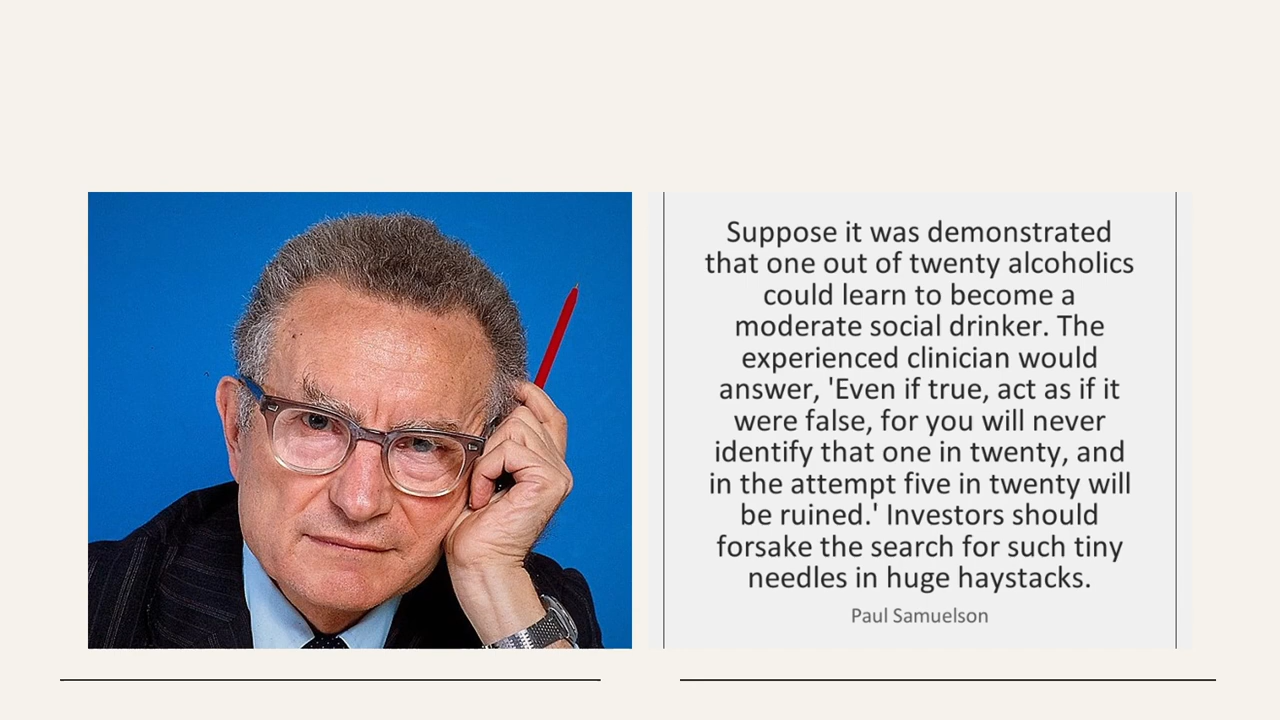 Suppose it was demonstrated
that one out of twenty alcoholics
could learn to become a
moderate social drinker. The
experienced clinician would
answer, 'Even if true, act as if it
were false, for you will never
identify that one in twenty, and
in the attempt five in twenty will
be ruined.' Investors should
forsake the search for such tiny
needles in huge haystacks.
Paul Samuelson